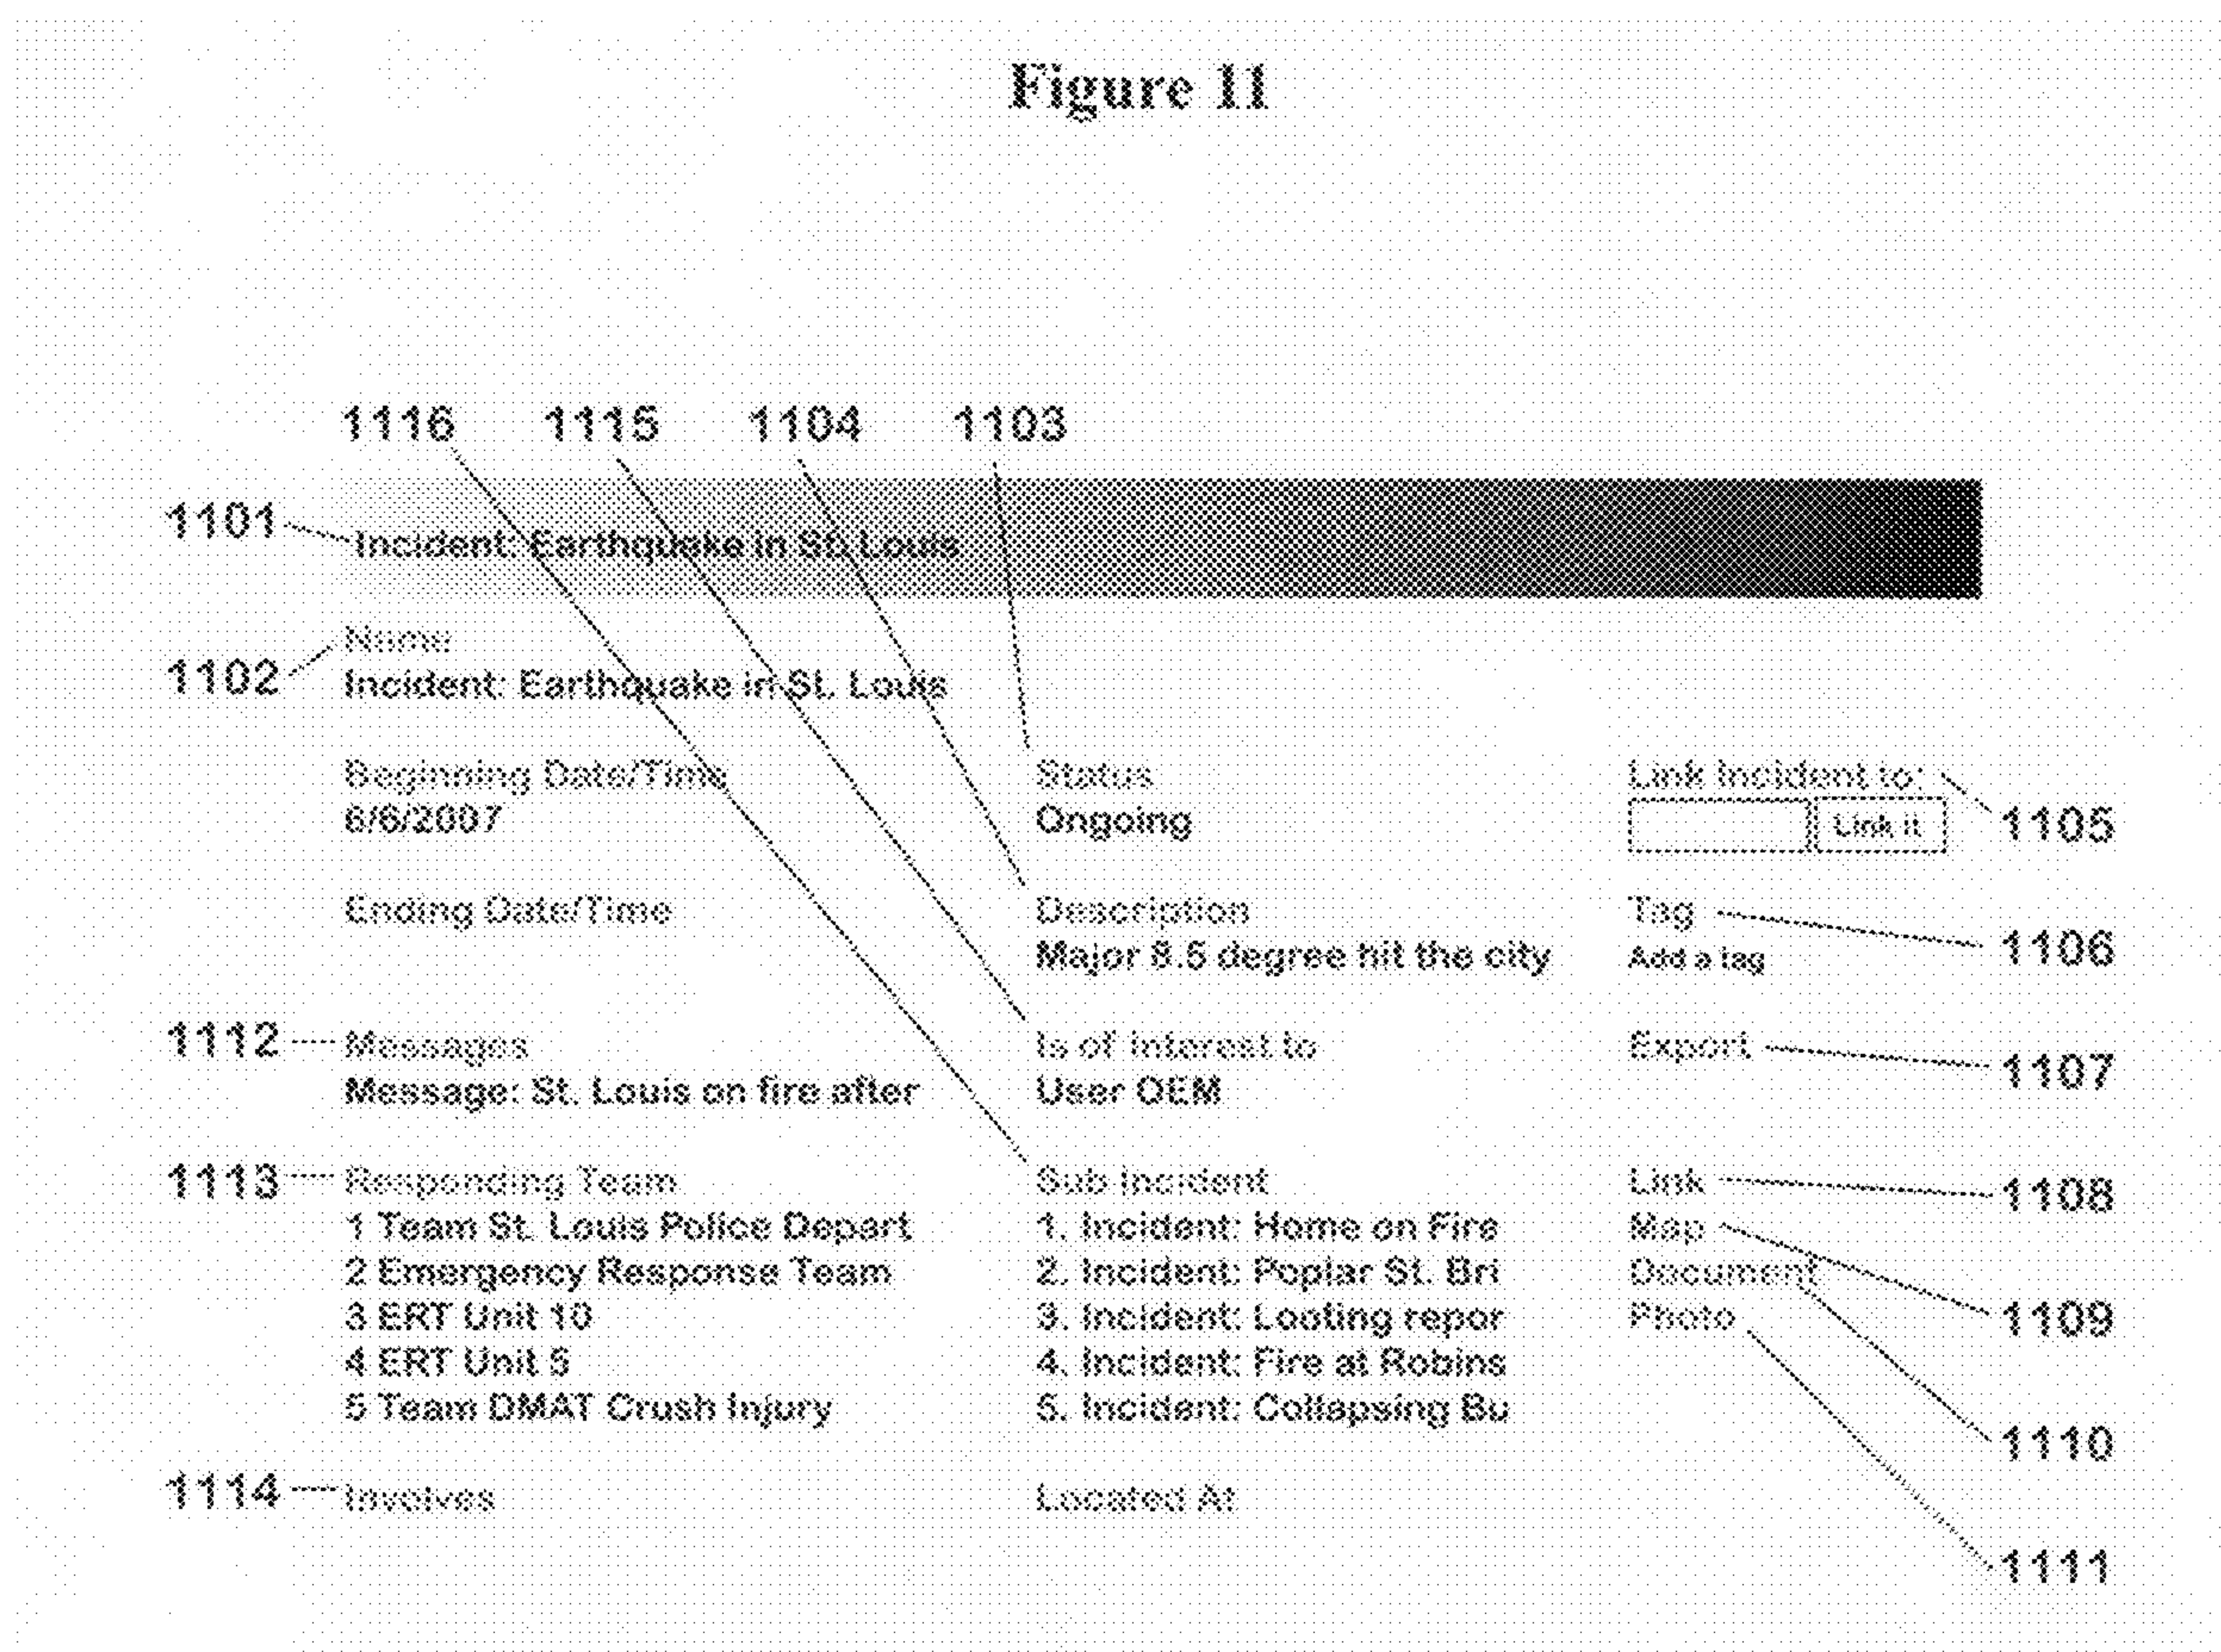 Figure 11
1116 1115 1104 1103
1101 Incident: Earthquake in St. Louis
Name
1102 Incident: Earthquake in St. Louis
Beginning Date/Time Status Link Incident to:
6/6/2007 Ongoing Link it 1105
Ending Date/Time Description Tag
Major 8.5 degree hit the city Add a tag 1106
1112 Messages Is of interest to Export 1107
Message: St. Louis on fire after User OEM
1113 Responding Team Sub Incident Link 1108
1 Team St. Louis Police Depart 1. Incident: Home on Fire Map
2 Emergency Response Team 2. Incident: Poplar St. Bri Document
3 ERT Unit 10 3. Incident: Looting repor Photo 1109
4 ERT Unit 5 4. Incident: Fire at Robins
5 Team DMAT Crush Injury 5. Incident: Collapsing Bu
1110
1114 Involves Located At
1111